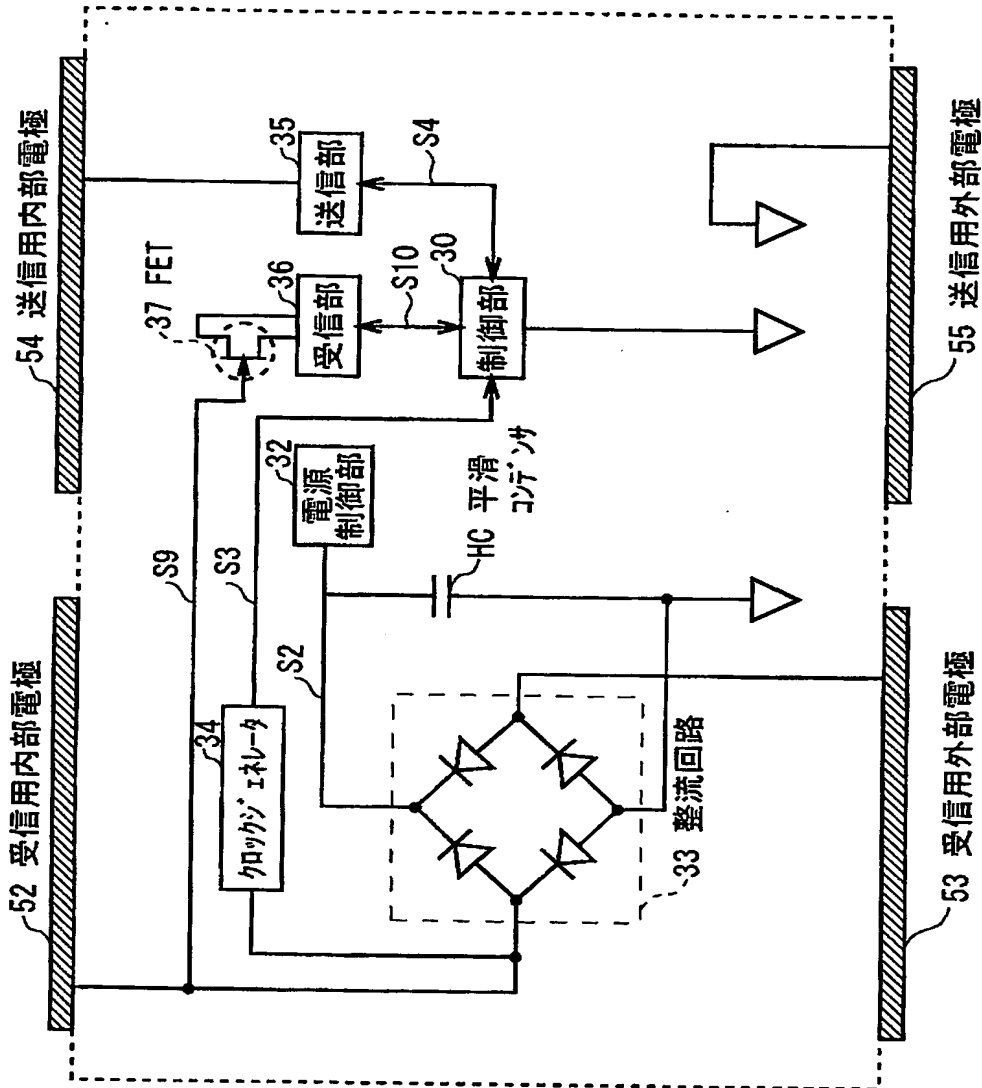 52 受信用内部電極
54 送信用内部電極
S9
37 FET
34
クロックジェネレータ
S3
36
受信部
35
送信部
S2
32
電源
制御部
S10
S4
30
制御部
HC 平滑
コンデンサ
33 整流回路
53 受信用外部電極
55 送信用外部電極